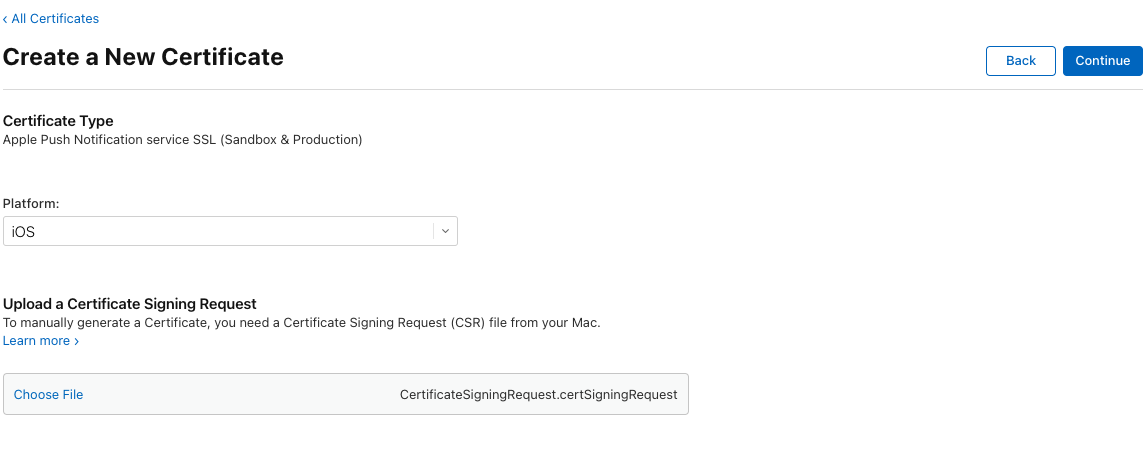 ‹ All Certificates
Create a New Certificate
Back
Continue
Certificate Type
Apple Push Notification service SSL (Sandbox & Production)
Platform:
iOS
Upload a Certificate Signing Request
To manually generate a Certificate, you need a Certificate Signing Request (CSR) file from your Mac.
Learn more ›
Choose File
CertificateSigningRequest.certSigningRequest